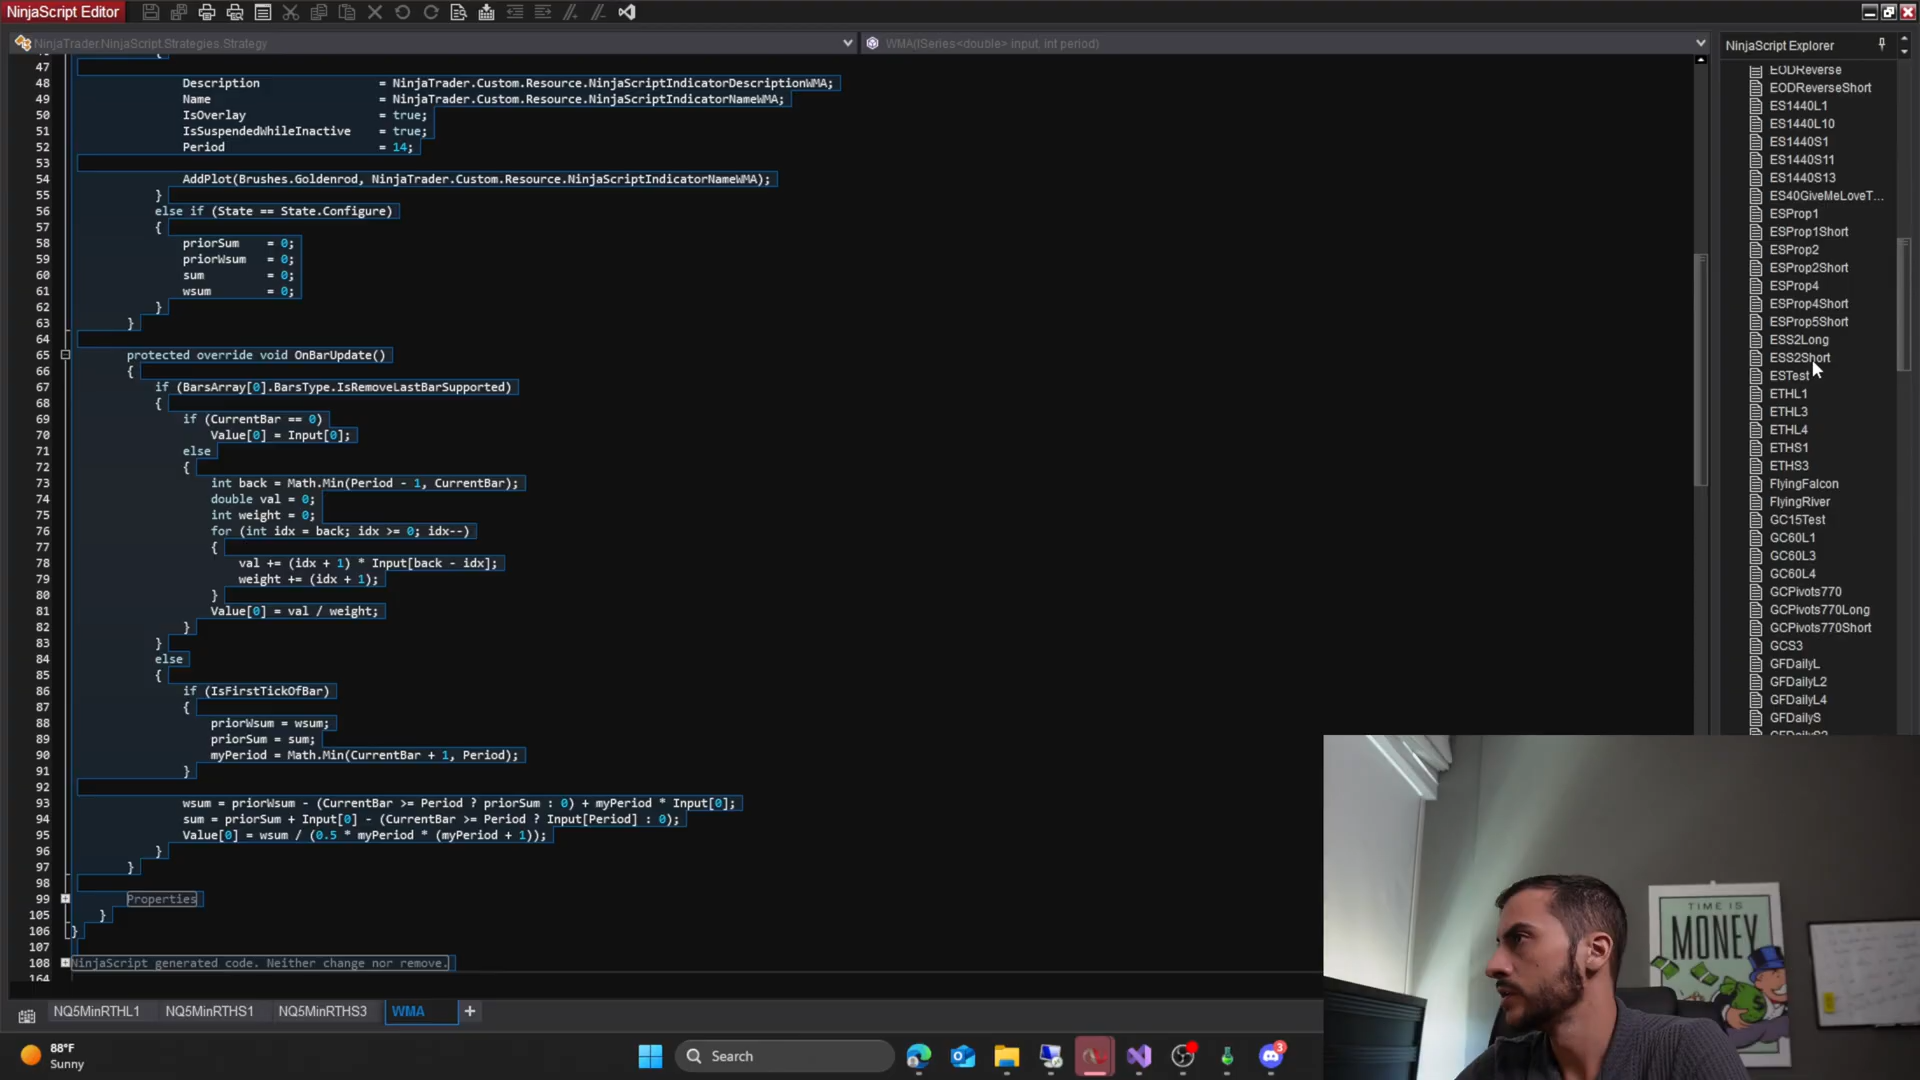 NinjaScript Editor
NinjaTrader.NinjaScript.Strategies.Strategy
WMA(ISeries<double> input, int period)
NinjaScript Explorer
47
48 Description = NinjaTrader.Custom.Resource.NinjaScriptIndicatorDescriptionWMA;
49 Name = NinjaTrader.Custom.Resource.NinjaScriptIndicatorNameWMA;
50 IsOverlay = true;
51 IsSuspendedWhileInactive = true;
52 Period = 14;
53
54 AddPlot(Brushes.Goldenrod, NinjaTrader.Custom.Resource.NinjaScriptIndicatorNameWMA);
55 }
56 else if (State == State.Configure)
57 {
58 priorSum = 0;
59 priorWsum = 0;
60 sum = 0;
61 wsum = 0;
62 }
63 }
64
65 protected override void OnBarUpdate()
66 {
67 if (BarsArray[0].BarsType.IsRemoveLastBarSupported)
68 {
69 if (CurrentBar == 0)
70 Value[0] = Input[0];
71 else
72 {
73 int back = Math.Min(Period - 1, CurrentBar);
74 double val = 0;
75 int weight = 0;
76 for (int idx = back; idx >= 0; idx--)
77 {
78 val += (idx + 1) * Input[back - idx];
79 weight += (idx + 1);
80 }
81 Value[0] = val / weight;
82 }
83 }
84 else
85 {
86 if (IsFirstTickOfBar)
87 {
88 priorWsum = wsum;
89 priorSum = sum;
90 myPeriod = Math.Min(CurrentBar + 1, Period);
91 }
92
93 wsum = priorWsum - (CurrentBar >= Period ? priorSum : 0) + myPeriod * Input[0];
94 sum = priorSum + Input[0] - (CurrentBar >= Period ? Input[Period] : 0);
95 Value[0] = wsum / (0.5 * myPeriod * (myPeriod + 1));
96 }
97 }
98
99 Properties
105 }
106 }
107
108 NinjaScript generated code. Neither change nor remove.
164
EODReverse
EODReverseShort
ES1440L1
ES1440L10
ES1440S1
ES1440S11
ES1440S13
ES40GiveMeLoveT...
ESProp1
ESProp1Short
ESProp2
ESProp2Short
ESProp4
ESProp4Short
ESProp5Short
ESS2Long
ESS2Short
ESTest
ETHL1
ETHL3
ETHL4
ETHS1
ETHS3
FlyingFalcon
FlyingRiver
GC15Test
GC60L1
GC60L3
GC60L4
GCPivots770
GCPivots770Long
GCPivots770Short
GCS3
GFDailyL
GFDailyL2
GFDailyL4
GFDailyS
TIME IS
MONEY
NQ5MinRTHL1 NQ5MinRTHS1 NQ5MinRTHS3 WMA +
88°F
Sunny
Search
3